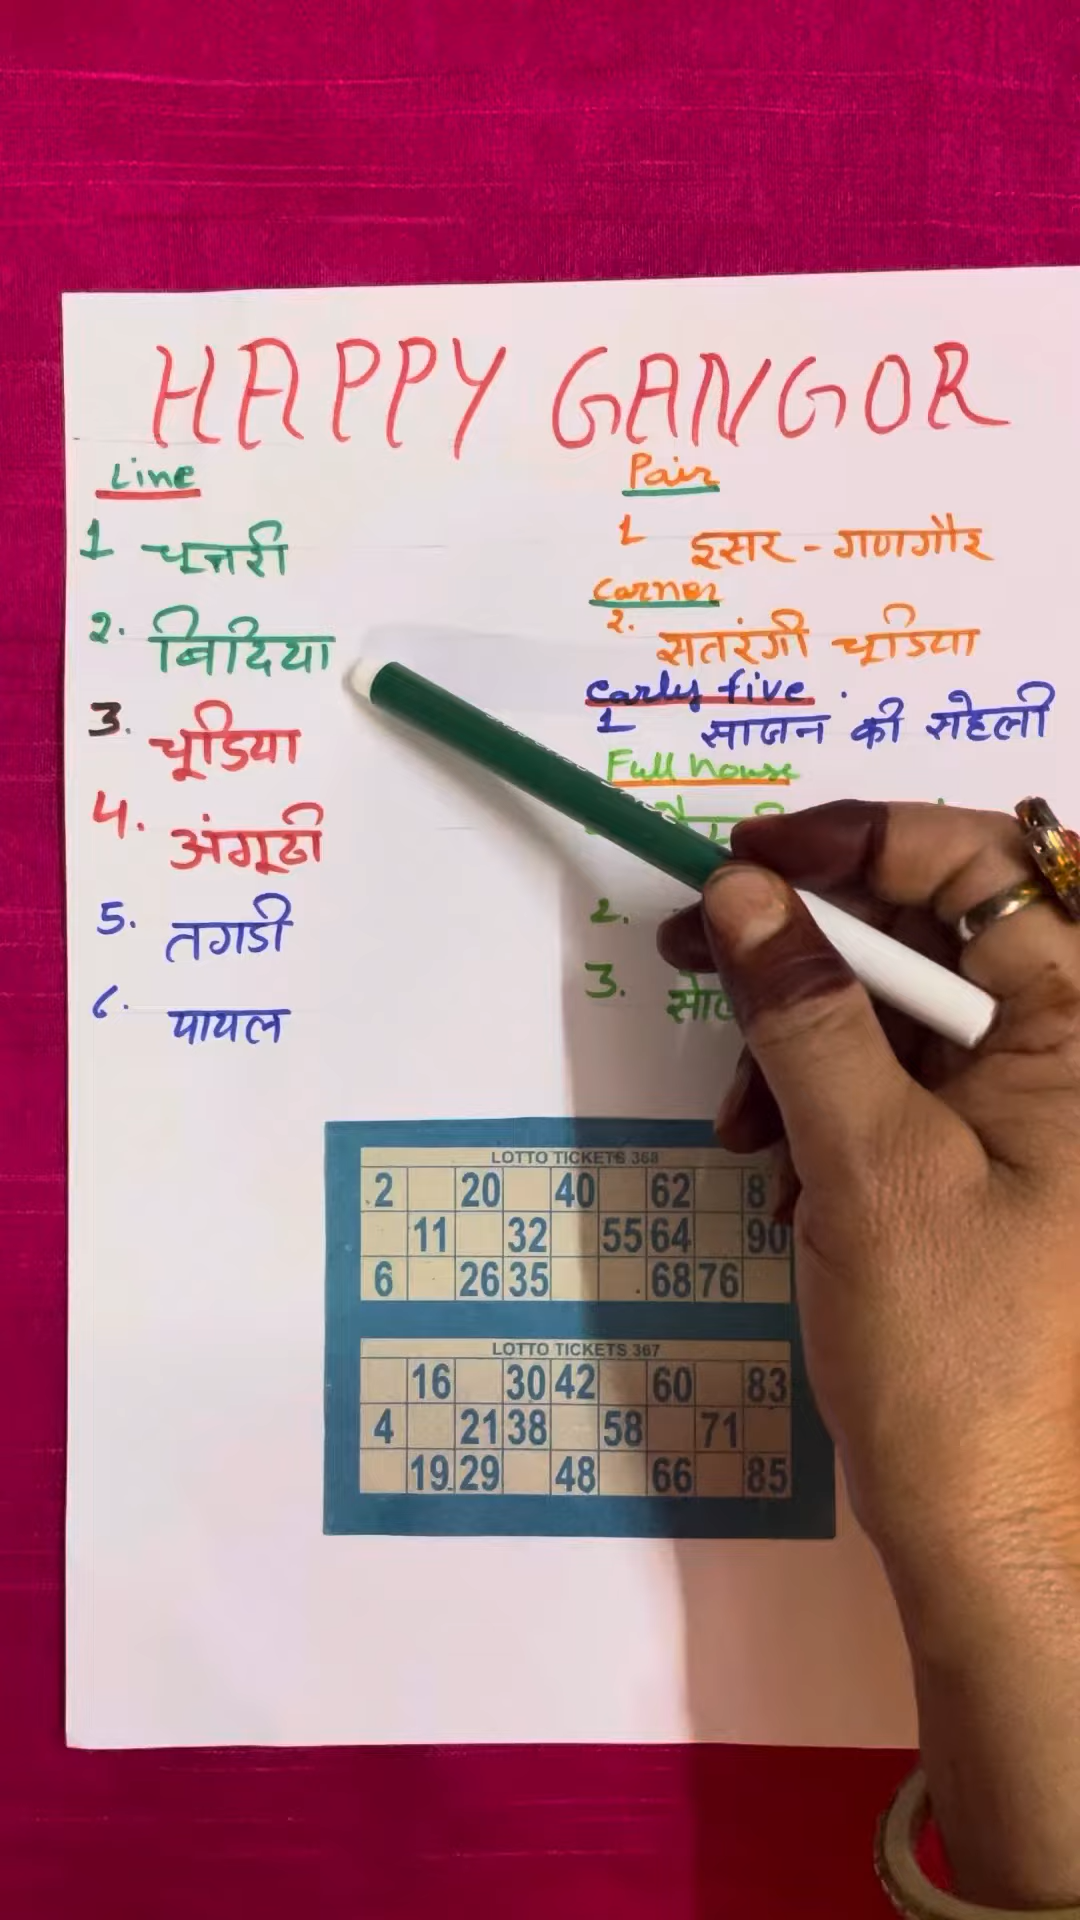 HAPPY GANGOR
Line
1 चूनरी
2. बिदिया
3. चूडिया
4. अंगूठी
5. तगडी
6. पायल
Pair
1 इसर - गणगौर
Carner
2. सतरंगी चूडिया
Early five
1 साजन की सहेली
Full house
2.
3.
LOTTO TICKETS 368
2 20 40 62
11 32 55 64 90
6 26 35 68 76
LOTTO TICKETS 367
16 30 42 60 83
4 21 38 58 71
19 29 48 66 85